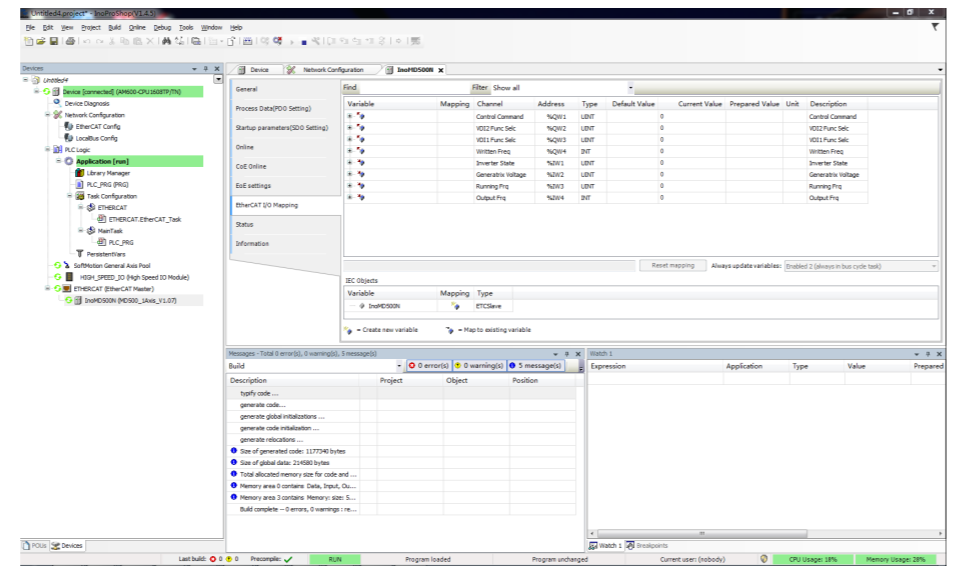 Untitled4.project* - InoProShop(V1.4.5)
File Edit View Project Build Online Debug Tools Window Help
Devices
Untitled4
Device [connected] (AM600-CPU1608TP/TN)
Device Diagnosis
Network Configuration
EtherCAT Config
LocalBus Config
PLC Logic
Application [run]
Library Manager
PLC_PRG (PRG)
Task Configuration
ETHERCAT
ETHERCAT.EtherCAT_Task
MainTask
PLC_PRG
PersistentVars
SoftMotion General Axis Pool
HIGH_SPEED_IO (High Speed IO Module)
ETHERCAT (EtherCAT Master)
InoMD500N (MD500_1Axis_V1.07)
POUs Devices
Device Network Configuration InoMD500N
General
Process Data(PDO Setting)
Startup parameters(SDO Setting)
Online
CoE Online
EoE settings
EtherCAT I/O Mapping
Status
Information
Find Filter Show all
Variable Mapping Channel Address Type Default Value Current Value Prepared Value Unit Description
Control Command %QW1 UINT 0 Control Command
VDI2 Func Selc %QW2 UINT 0 VDI2 Func Selc
VDI1 Func Selc %QW3 UINT 0 VDI1 Func Selc
Written Freq %QW4 INT 0 Written Freq
Inverter State %IW1 UINT 0 Inverter State
Generatrix Voltage %IW2 UINT 0 Generatrix Voltage
Running Frq %IW3 UINT 0 Running Frq
Output Frq %IW4 INT 0 Output Frq
Reset mapping Always update variables: Enabled 2 (always in bus cycle task)
IEC Objects
Variable Mapping Type
InoMD500N ETCSlave
= Create new variable = Map to existing variable
Messages - Total 0 error(s), 0 warning(s), 5 message(s)
Build 0 error(s) 0 warning(s) 5 message(s)
Description Project Object Position
typify code ...
generate code...
generate global initializations ...
generate code initialization ...
generate relocations ...
Size of generated code: 1177340 bytes
Size of global data: 214580 bytes
Total allocated memory size for code and ...
Memory area 0 contains Data, Input, Ou...
Memory area 3 contains Memory: size: 5...
Build complete -- 0 errors, 0 warnings : re...
Watch 1
Expression Application Type Value Prepared
Watch 1 Breakpoints
Last build: 0 0 Precompile: RUN Program loaded Program unchanged Current user: (nobody) CPU Usage: 18% Memory Usage: 28%